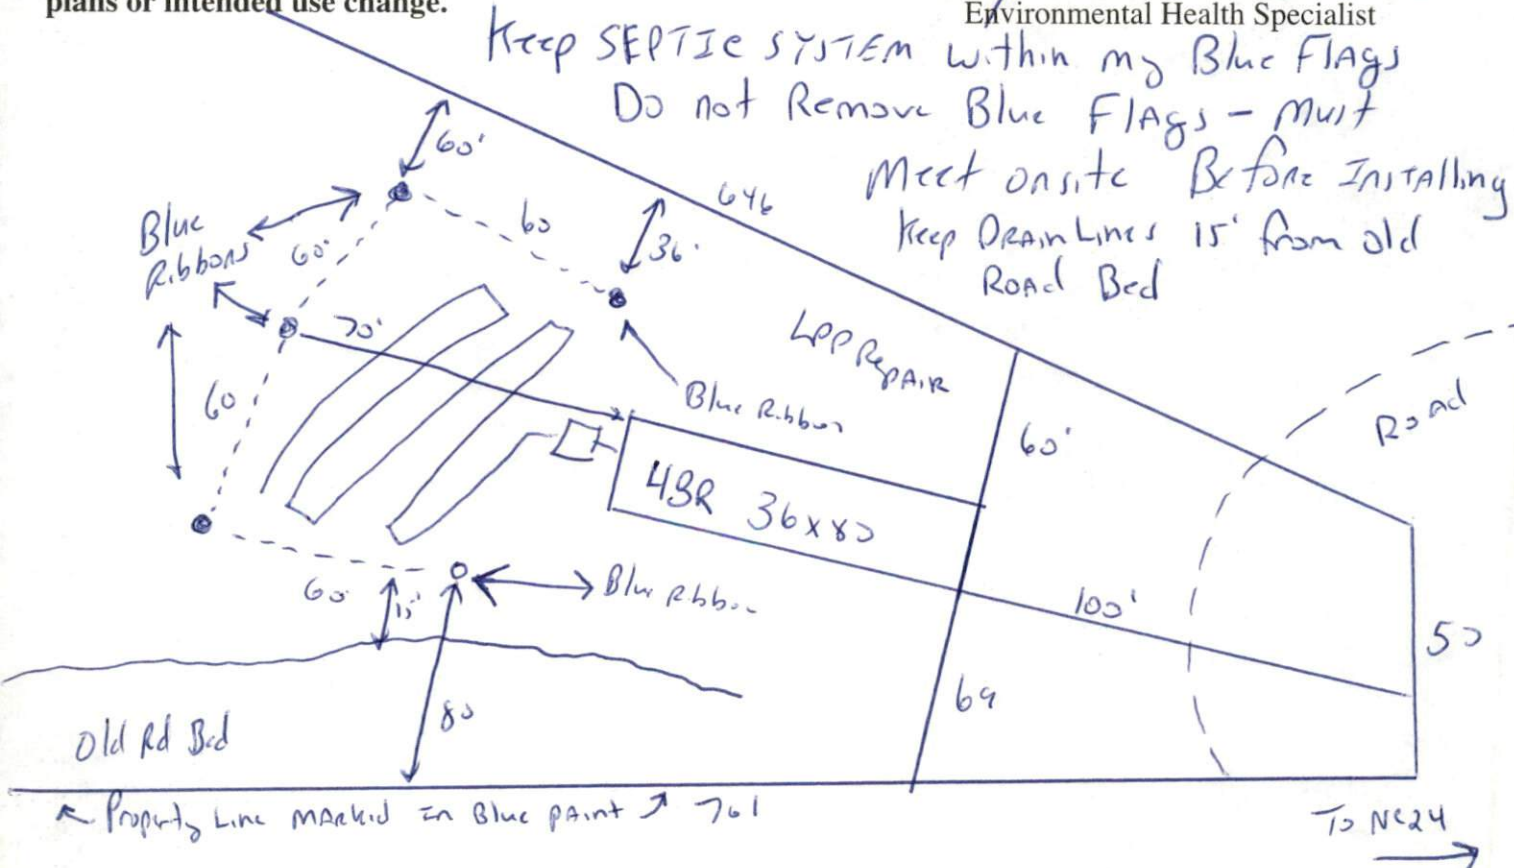 plans or intended use change.
Environmental Health Specialist
Keep SEPTIC SYSTEM within my Blue Flags
Do not Remove Blue Flags - Must
Meet onsite Before Installing
Keep Drain Lines 15' from old
Road Bed
60'
646
60
36'
Blue
Ribbons
60'
70'
LPP Repair
Blue Ribbon
Road
60
60'
4BR 36x80
100'
50
60
15'
Blue Ribbon
69
80
Old Rd Bed
Property Line Marked In Blue paint 761
To NC24